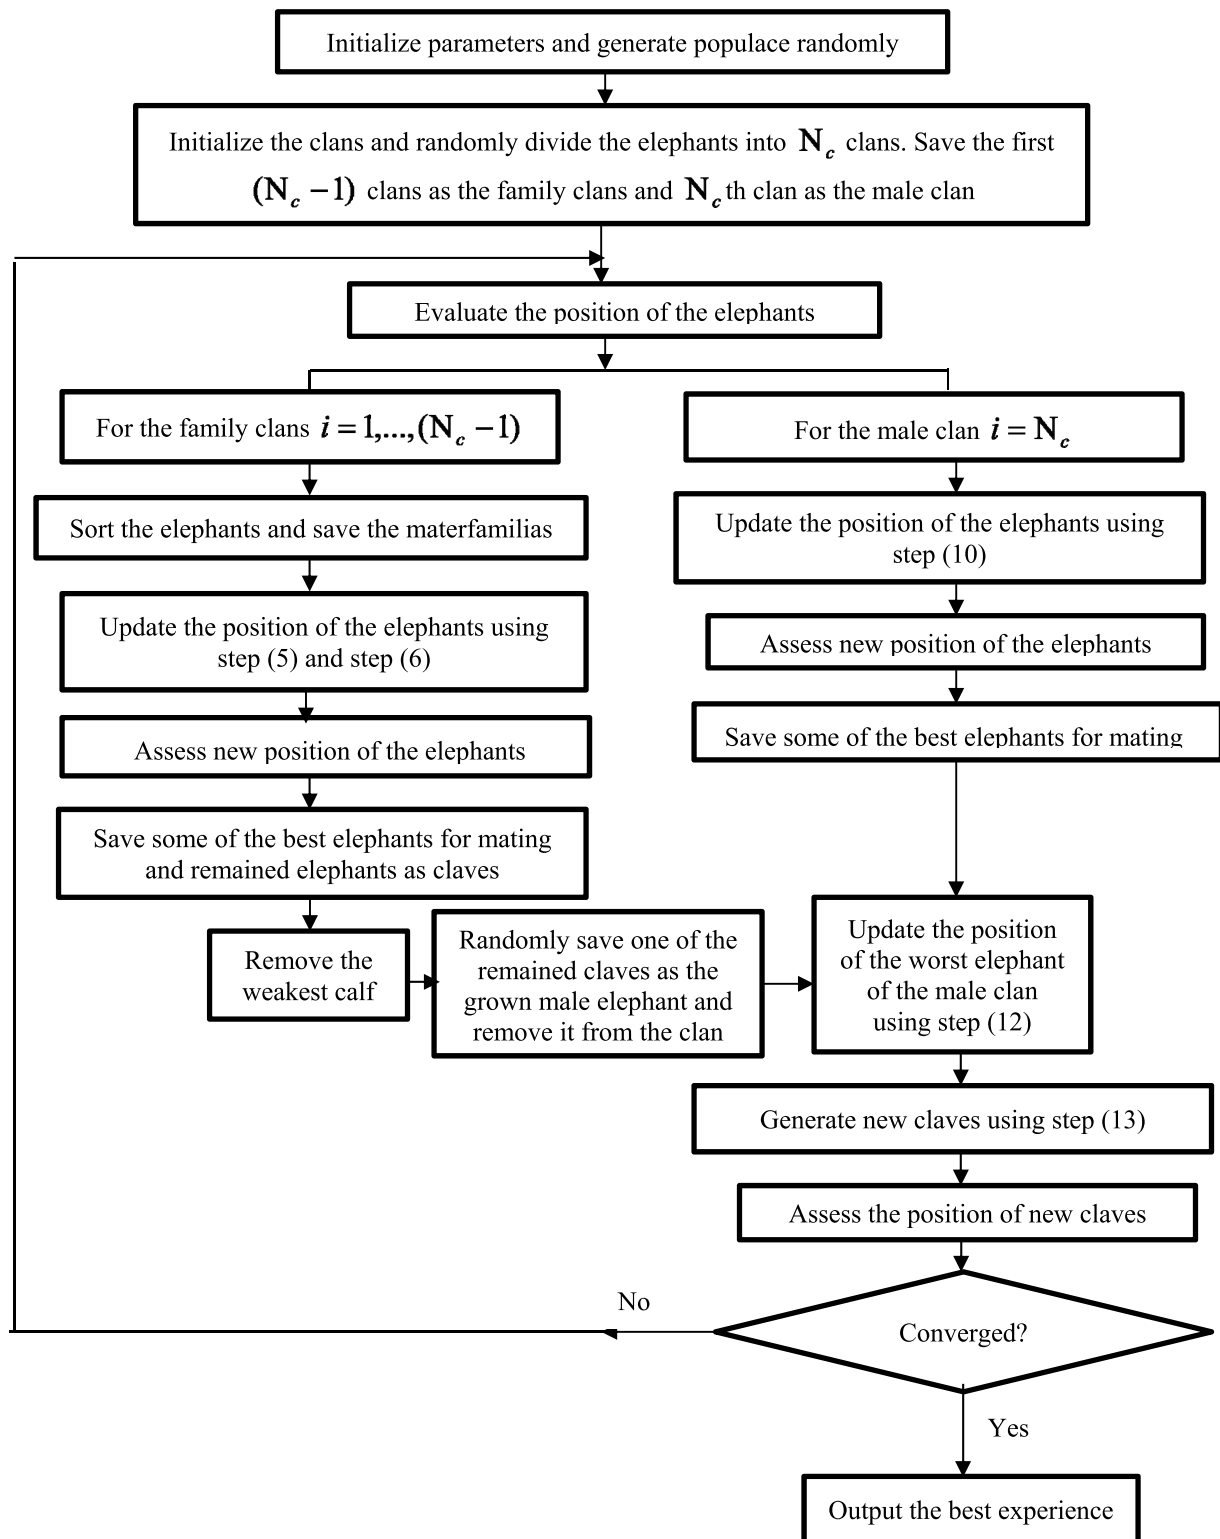 Initialize parameters and generate populace randomly
Initialize the clans and randomly divide the elephants into N_c clans. Save the first
(N_c − 1) clans as the family clans and N_c th clan as the male clan
Evaluate the position of the elephants
For the family clans i = 1,...,(N_c − 1)
Sort the elephants and save the materfamilias
Update the position of the elephants using
step (5) and step (6)
Assess new position of the elephants
Save some of the best elephants for mating
and remained elephants as claves
Remove the
weakest calf
Randomly save one of the
remained claves as the
grown male elephant and
remove it from the clan
For the male clan i = N_c
Update the position of the elephants using
step (10)
Assess new position of the elephants
Save some of the best elephants for mating
Update the position
of the worst elephant
of the male clan
using step (12)
Generate new claves using step (13)
Assess the position of new claves
Converged?
No
Yes
Output the best experience